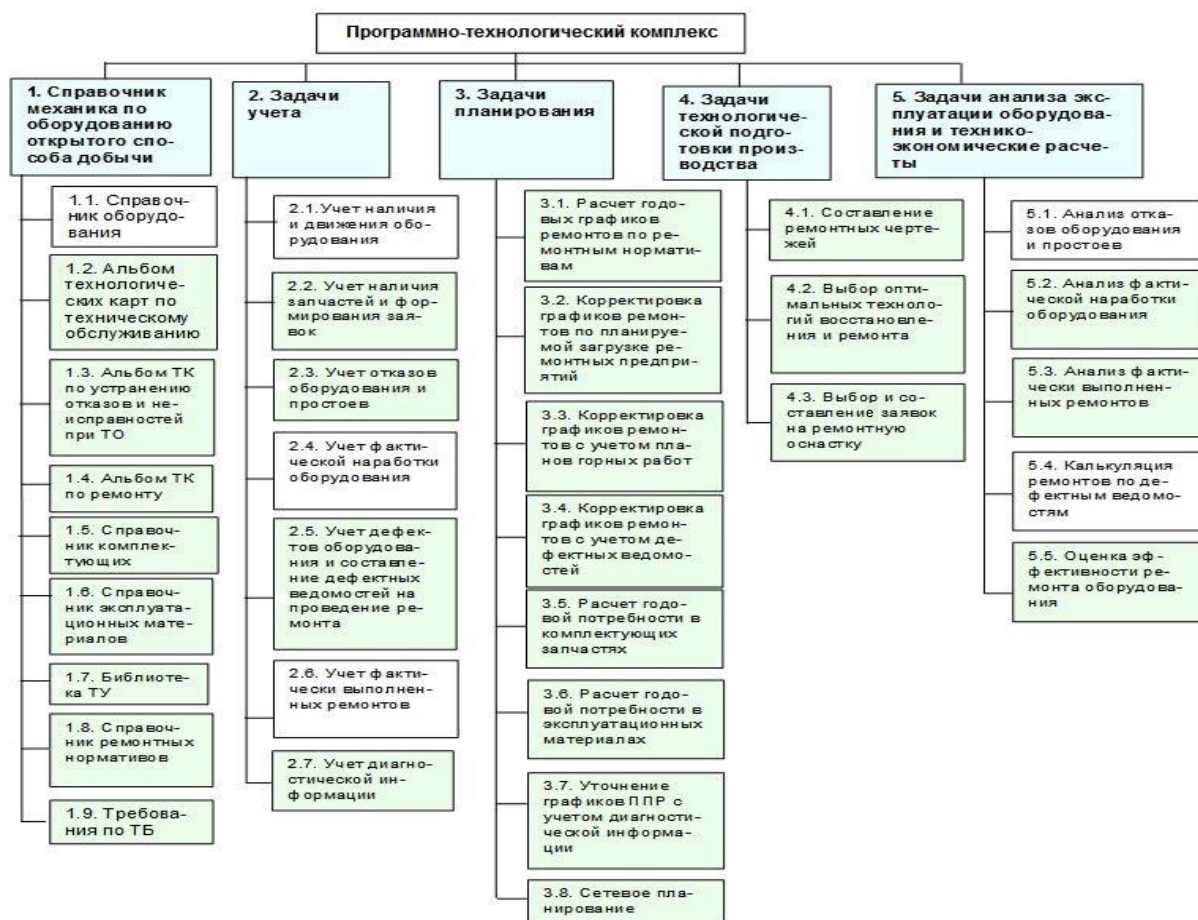 Программно-технологический комплекс
1. Справочник
механика по
оборудованию
открытого спо-
соба добычи
1.1. Справоч-
ник оборудо-
вания
1.2. Альбом
технологиче-
ских карт по
техническому
обслуживанию
1.3. Альбом ТК
по устранению
отказов и не-
исправностей
при ТО
1.4. Альбом ТК
по ремонту
1.5. Справоч-
ник комплек-
тующих
1.6. Справоч-
ник эксплуата-
ционных мате-
риалов
1.7. Библиоте-
ка ТУ
1.8. Справоч-
ник ремонтных
нормативов
1.9. Требова-
ния по ТБ
2. Задачи
учета
2.1.Учет наличия
и движения обо-
рудования
2.2. Учет наличия
запчастей и фор-
мирования зая-
вок
2.3. Учет отказов
оборудования и
простоев
2.4. Учет факти-
ческой наработки
оборудования
2.5. Учет дефек-
тов оборудова-
ния и составле-
ние дефектных
ведомостей на
проведение ре-
монта
2.6. Учет факти-
чески выполнен-
ных ремонтов
2.7. Учет диагно-
стической ин-
формации
3. Задачи
планирования
3.1. Расчет годо-
вых графиков
ремонтов по ре-
монтным нормати-
вам
3.2. Корректировка
графиков ремон-
тов по планируе-
мой загрузке ре-
монтных предпри-
ятий
3.3. Корректировка
графиков ремон-
тов с учетом пла-
нов горных работ
3.4. Корректировка
графиков ремон-
тов с учетом де-
фектных ведомо-
стей
3.5. Расчет годо-
вой потребности в
комплектующих
запчастях
3.6. Расчет годо-
вой потребности в
эксплуатационных
материалах
3.7. Уточнение
графиков ППР с
учетом диагности-
ческой информа-
ции
3.8. Сетевое пла-
нирование
4. Задачи
технологиче-
ской подго-
товки произ-
водства
4.1. Составление
ремонтных черте-
жей
4.2. Выбор опти-
мальных техноло-
гий восстановле-
ния и ремонта
4.3. Выбор и со-
ставление заявок
на ремонтную
оснастку
5. Задачи анализа экс-
плуатации оборудова-
ния и технико-
экономические расче-
ты
5.1. Анализ отка-
зов оборудования
и простоев
5.2. Анализ факти-
ческой наработки
оборудования
5.3. Анализ факти-
чески выполнен-
ных ремонтов
5.4. Калькуляция
ремонтов по де-
фектным ведомо-
стям
5.5. Оценка эф-
фективности ре-
монта оборудова-
ния